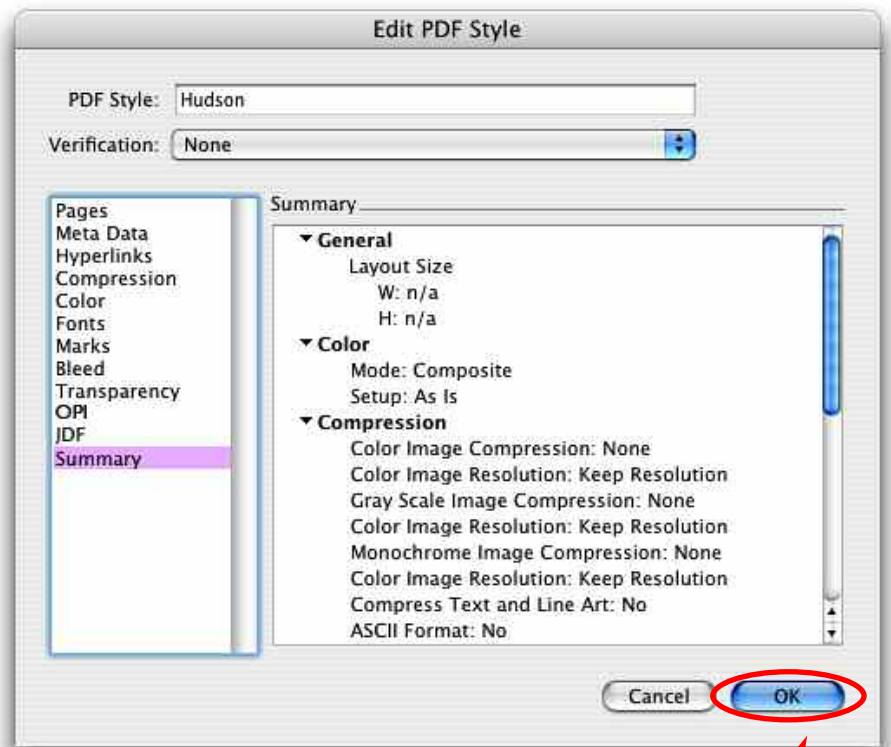 Edit PDF Style
PDF Style: Hudson
Verification: None
Pages
Meta Data
Hyperlinks
Compression
Color
Fonts
Marks
Bleed
Transparency
OPI
JDF
Summary
Summary
General
Layout Size
W: n/a
H: n/a
Color
Mode: Composite
Setup: As Is
Compression
Color Image Compression: None
Color Image Resolution: Keep Resolution
Gray Scale Image Compression: None
Color Image Resolution: Keep Resolution
Monochrome Image Compression: None
Color Image Resolution: Keep Resolution
Compress Text and Line Art: No
ASCII Format: No
Cancel OK